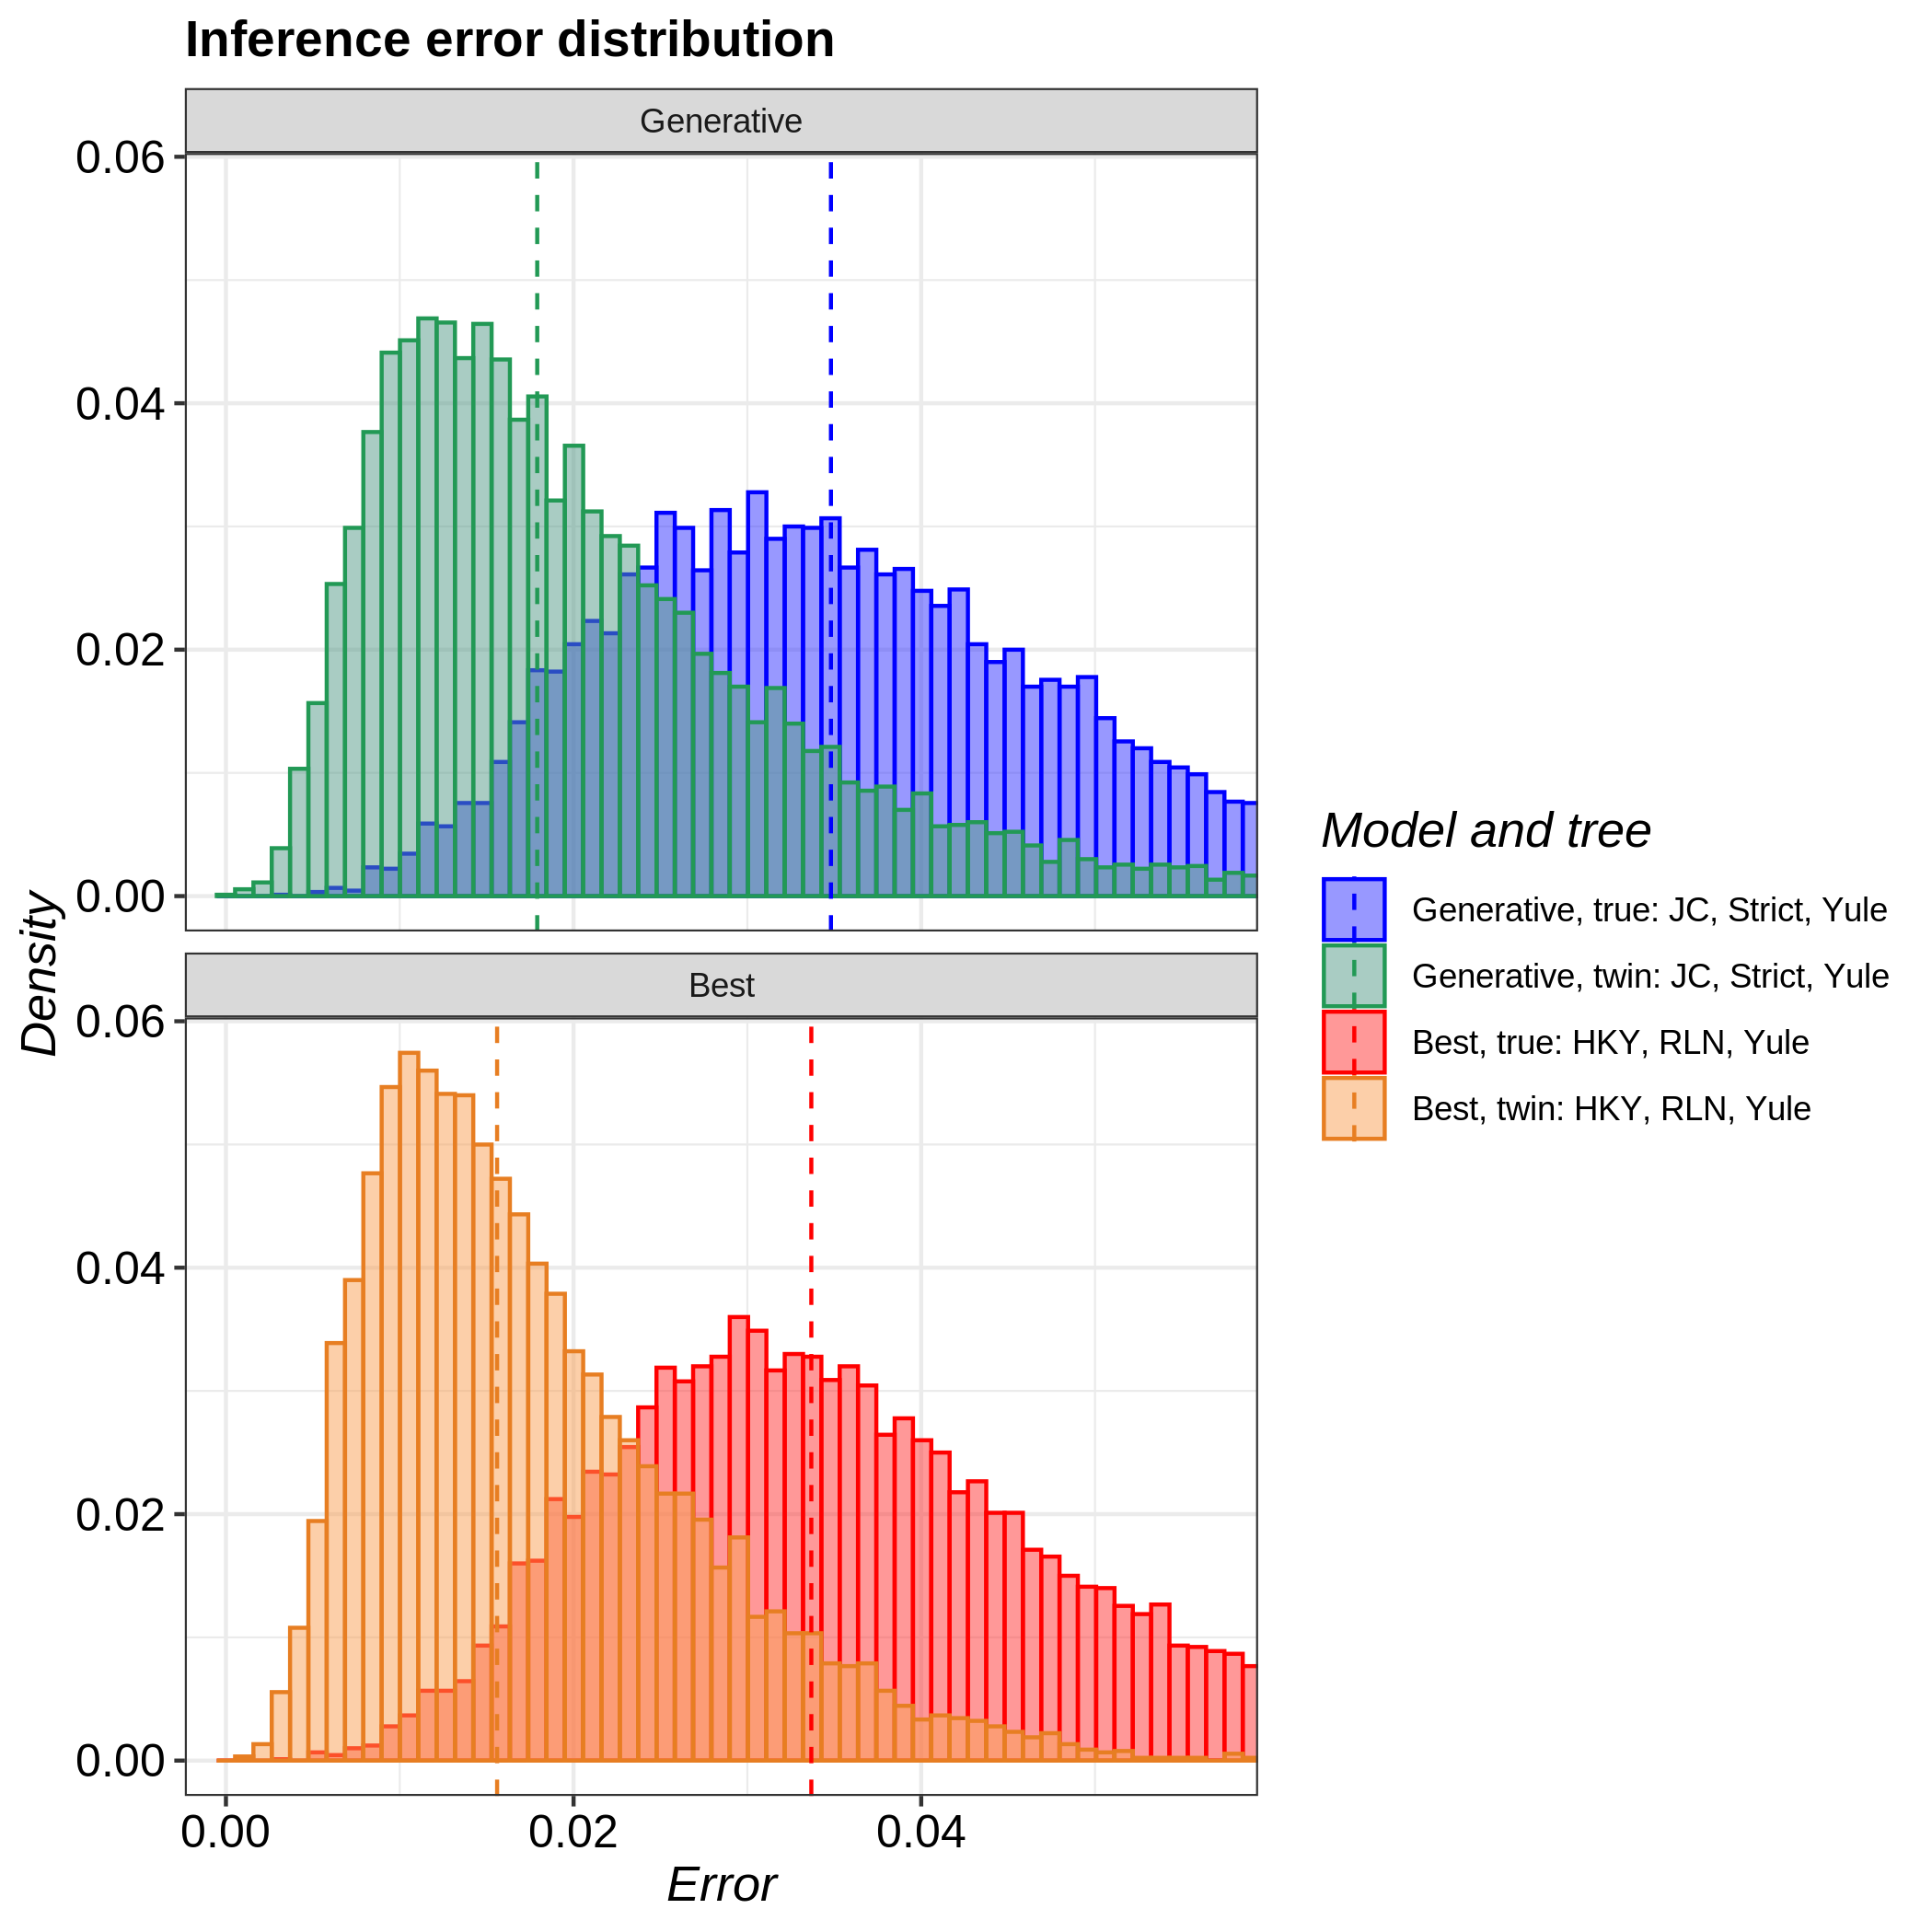 Inference error distribution
Generative
0.06
0.04
0.02
0.00
Best
0.06
0.04
0.02
0.00
0.00 0.02 0.04
Error
Density
Model and tree
Generative, true: JC, Strict, Yule
Generative, twin: JC, Strict, Yule
Best, true: HKY, RLN, Yule
Best, twin: HKY, RLN, Yule